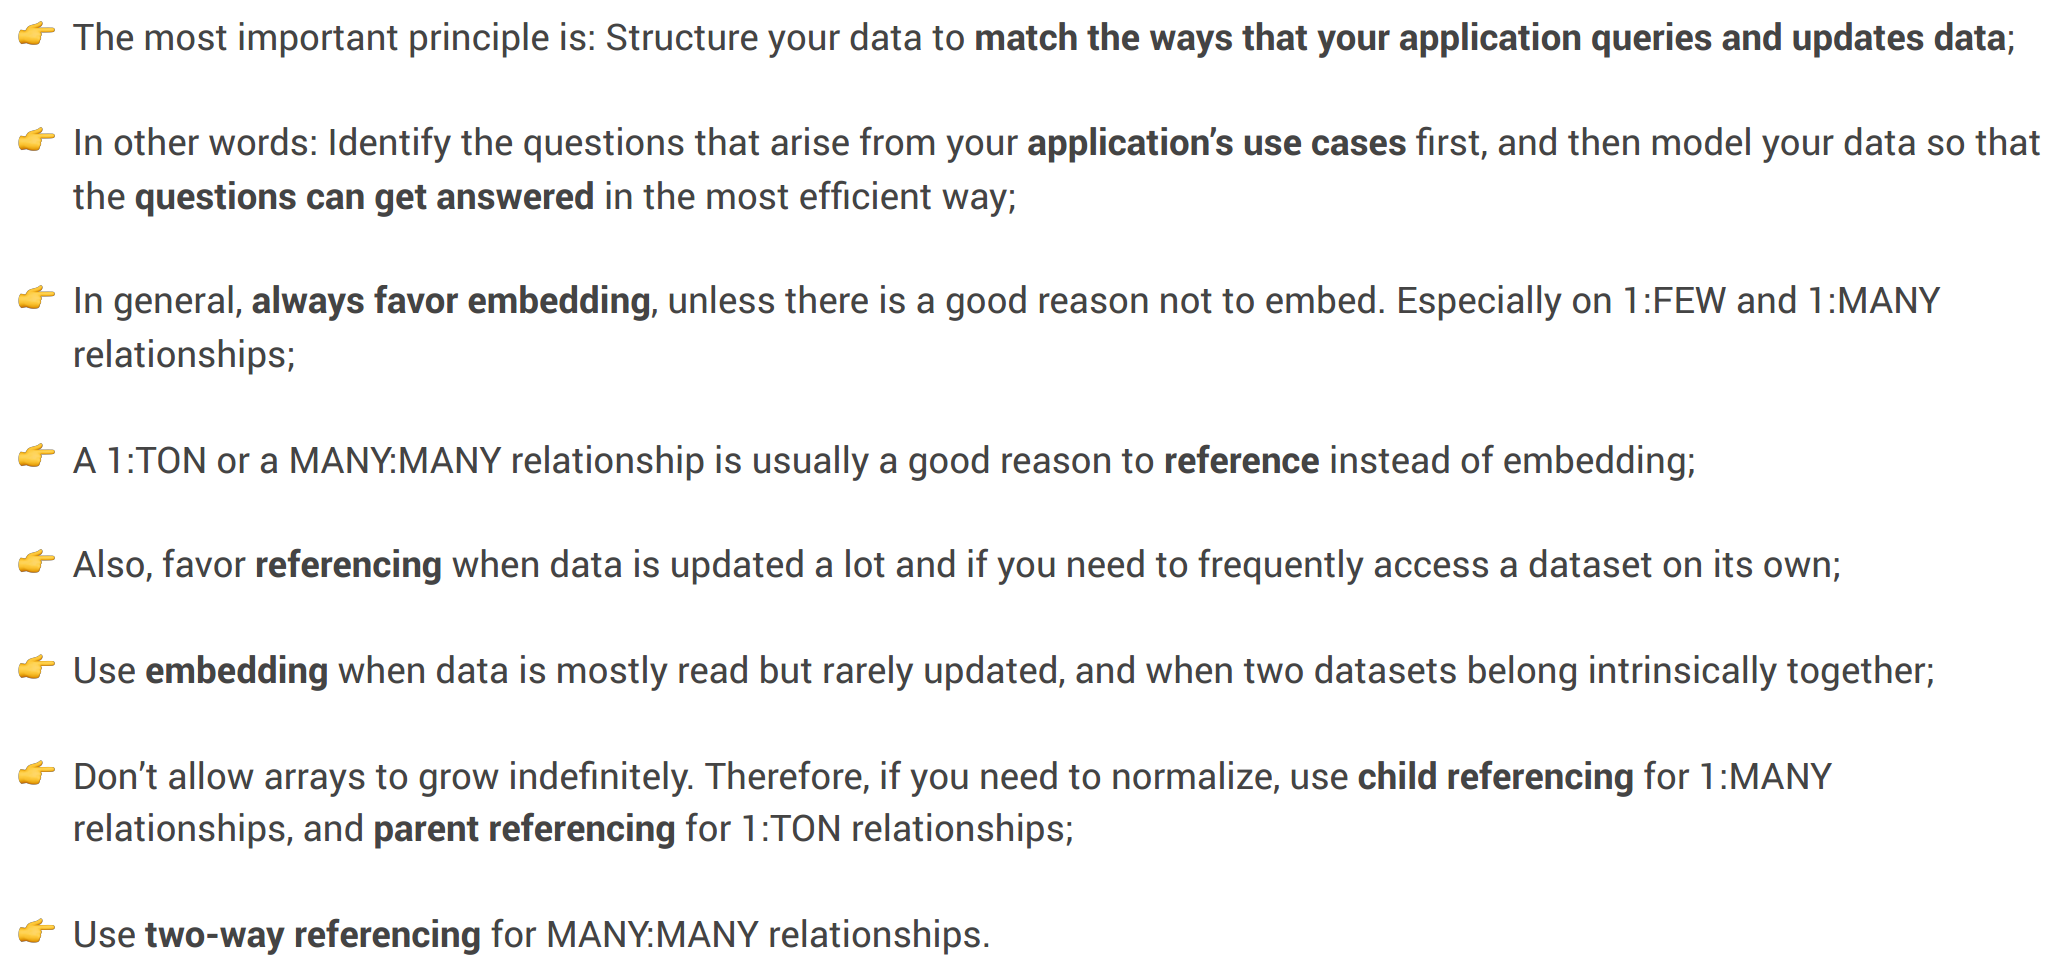 👉 The most important principle is: Structure your data to match the ways that your application queries and updates data;
👉 In other words: Identify the questions that arise from your application’s use cases first, and then model your data so that
the questions can get answered in the most efficient way;
👉 In general, always favor embedding, unless there is a good reason not to embed. Especially on 1:FEW and 1:MANY
relationships;
👉 A 1:TON or a MANY:MANY relationship is usually a good reason to reference instead of embedding;
👉 Also, favor referencing when data is updated a lot and if you need to frequently access a dataset on its own;
👉 Use embedding when data is mostly read but rarely updated, and when two datasets belong intrinsically together;
👉 Don’t allow arrays to grow indefinitely. Therefore, if you need to normalize, use child referencing for 1:MANY
relationships, and parent referencing for 1:TON relationships;
👉 Use two-way referencing for MANY:MANY relationships.